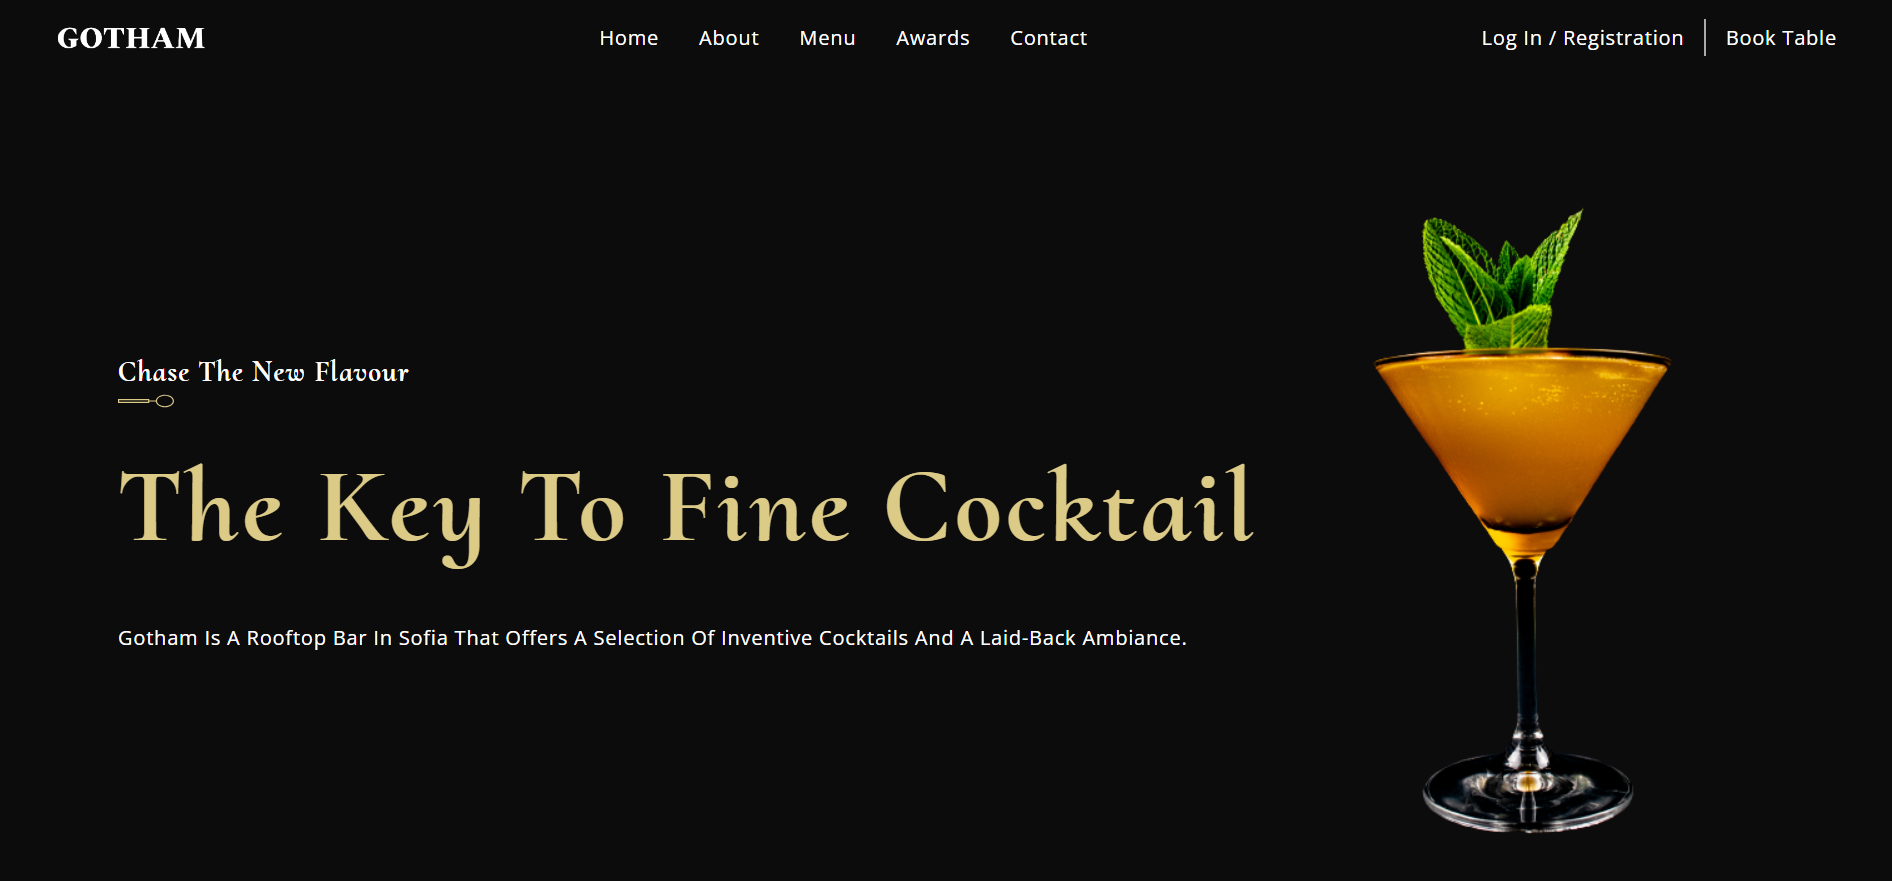 GOTHAM
Home About Menu Awards Contact
Log In / Registration Book Table
Chase The New Flavour
The Key To Fine Cocktail
Gotham Is A Rooftop Bar In Sofia That Offers A Selection Of Inventive Cocktails And A Laid-Back Ambiance.